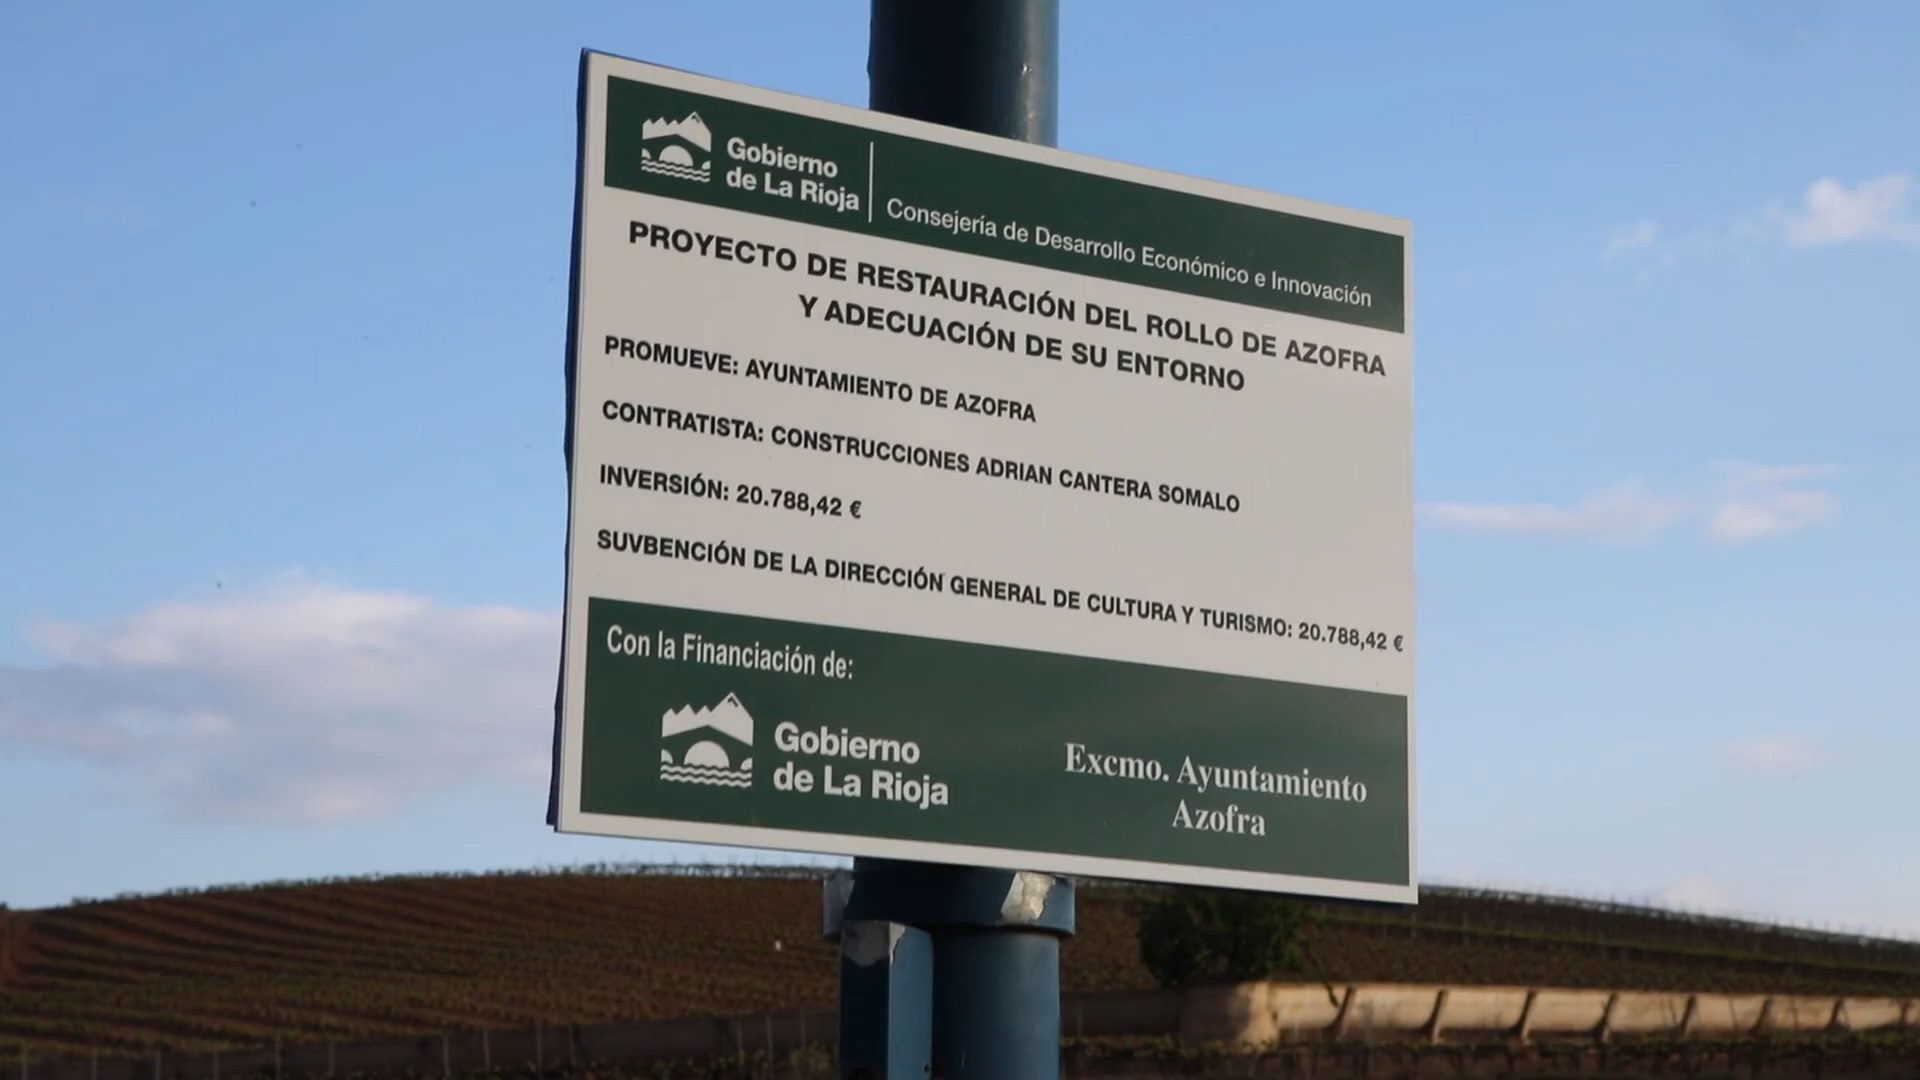 Gobierno
de La Rioja
Consejería de Desarrollo Económico e Innovación
PROYECTO DE RESTAURACIÓN DEL ROLLO DE AZOFRA
Y ADECUACIÓN DE SU ENTORNO
PROMUEVE: AYUNTAMIENTO DE AZOFRA
CONTRATISTA: CONSTRUCCIONES ADRIAN CANTERA SOMALO
INVERSIÓN: 20.788,42 €
SUVBENCIÓN DE LA DIRECCIÓN GENERAL DE CULTURA Y TURISMO: 20.788,42 €
Con la Financiación de:
Gobierno
de La Rioja
Excmo. Ayuntamiento
Azofra